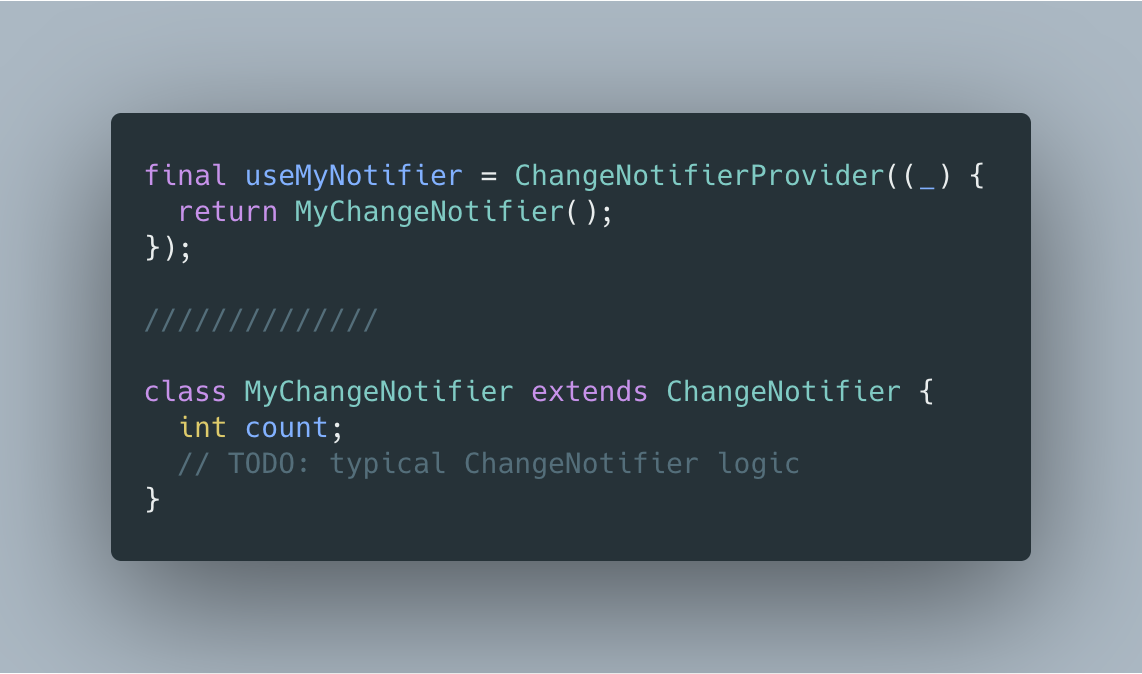 final useMyNotifier = ChangeNotifierProvider((_) {
  return MyChangeNotifier();
});

//////////////

class MyChangeNotifier extends ChangeNotifier {
  int count;
  // TODO: typical ChangeNotifier logic
}